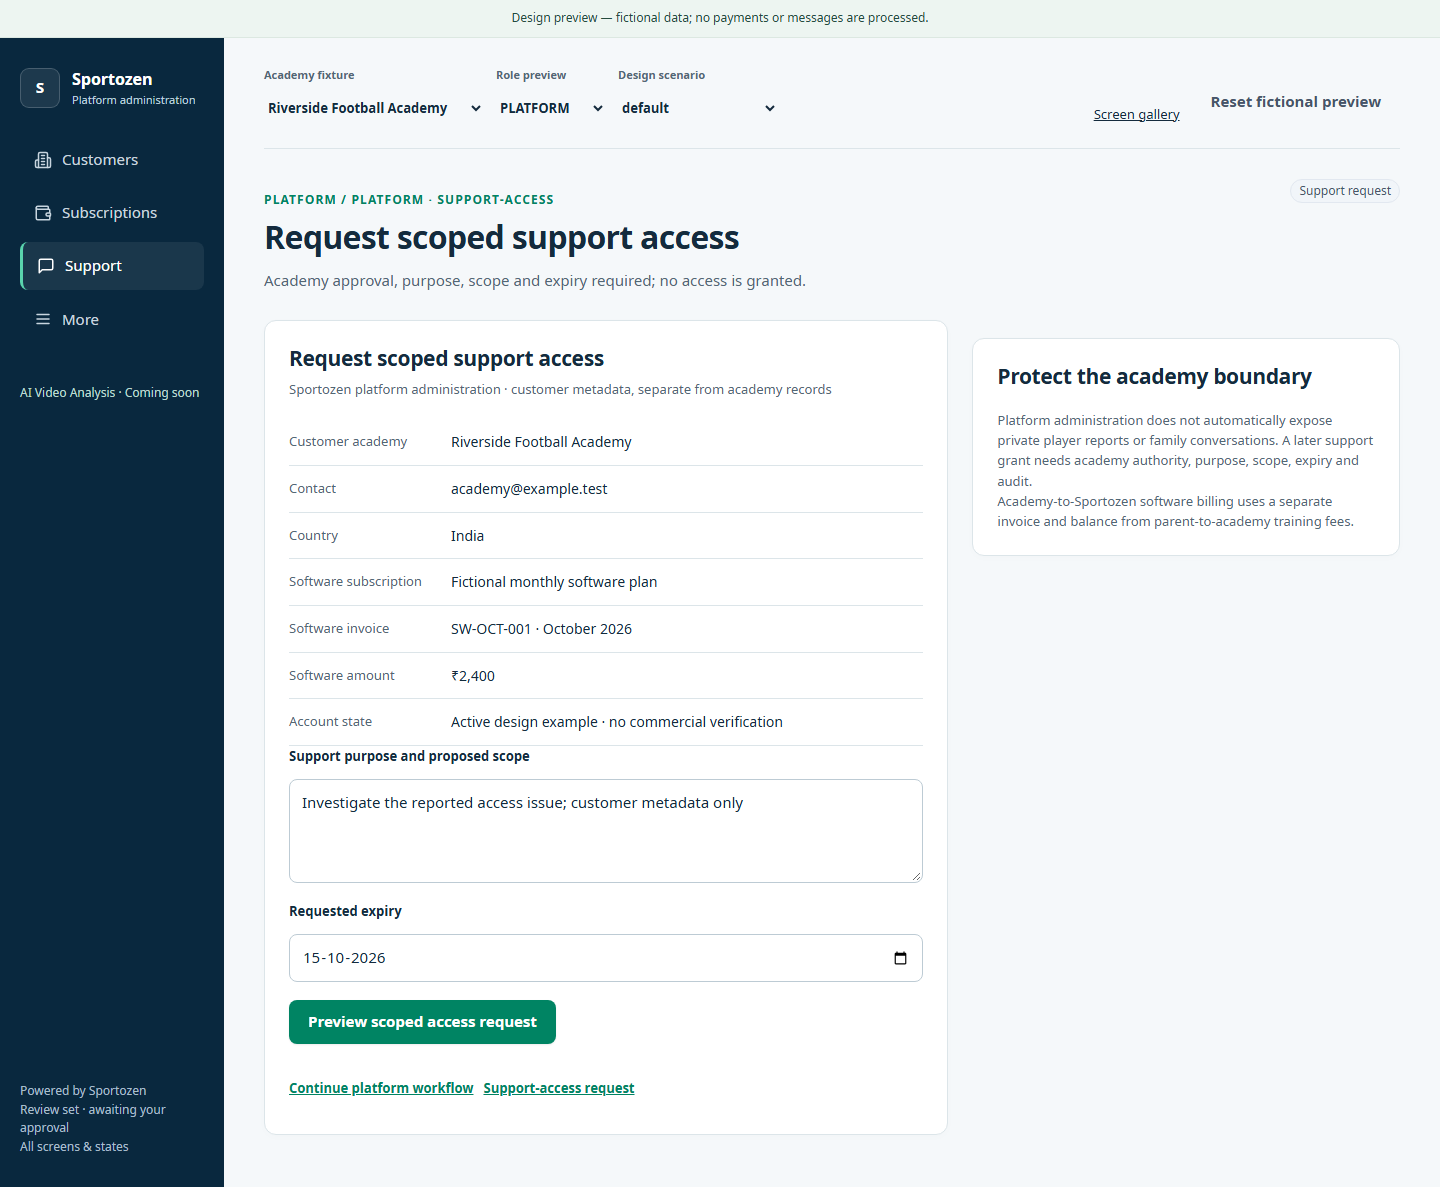 Design preview — fictional data; no payments or messages are processed.
S
Sportozen
Platform administration
Customers
Subscriptions
Support
More
AI Video Analysis · Coming soon
Powered by Sportozen
Review set · awaiting your
approval
All screens & states
Academy fixture
Role preview
Design scenario
Riverside Football Academy
PLATFORM
default
Screen gallery
Reset fictional preview
PLATFORM / PLATFORM · SUPPORT-ACCESS
Support request
Request scoped support access
Academy approval, purpose, scope and expiry required; no access is granted.
Request scoped support access
Sportozen platform administration · customer metadata, separate from academy records
Customer academy Riverside Football Academy
Contact academy@example.test
Country India
Software subscription Fictional monthly software plan
Software invoice SW-OCT-001 · October 2026
Software amount ₹2,400
Account state Active design example · no commercial verification
Support purpose and proposed scope
Investigate the reported access issue; customer metadata only
Requested expiry
15-10-2026
Preview scoped access request
Continue platform workflow Support-access request
Protect the academy boundary
Platform administration does not automatically expose
private player reports or family conversations. A later support
grant needs academy authority, purpose, scope, expiry and
audit.
Academy-to-Sportozen software billing uses a separate
invoice and balance from parent-to-academy training fees.